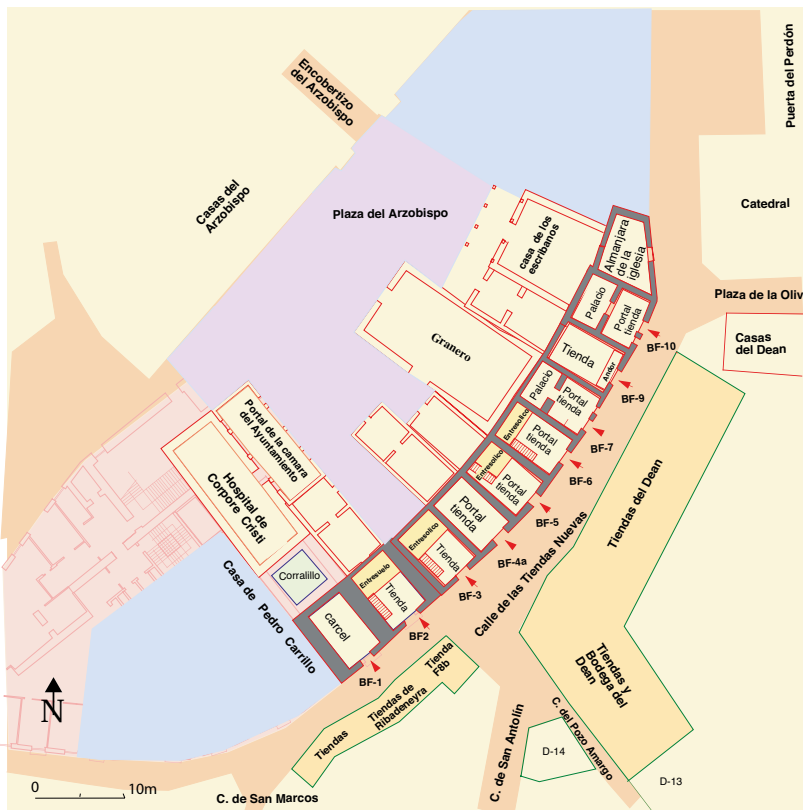 Puerta del Perdón
Encobertizo
del Arzobispo
Casas del
Arzobispo
Plaza del Arzobispo
Catedral
casa de los
escribanos
Almanjara
de la
iglesia
Plaza de la Oliv
Palacio
Portal
tienda
BF-10
Casas
del Dean
Granero
Tienda
Andor
BF-9
Palacio
Portal
tienda
BF-7
Entresolico
Portal
tienda
BF-6
Entresolico
Portal
tienda
BF-5
Portal
tienda
BF-4a
Entresolico
Tienda
BF-3
Entresuelo
Tienda
BF2
carcel
BF-1
Portal de la camara
del Ayuntamiento
Hospital de
Corpore Cristi
Corralillo
Casa de Pedro Carrillo
Calle de las Tiendas Nuevas
Tiendas del Dean
Tiendas y
Bodega del
Dean
Tienda
F8b
Tiendas de
Ribadeneyra
Tiendas
C. de San Antolín
C. del Pozo Amargo
D-14
D-13
N
0 10m
C. de San Marcos